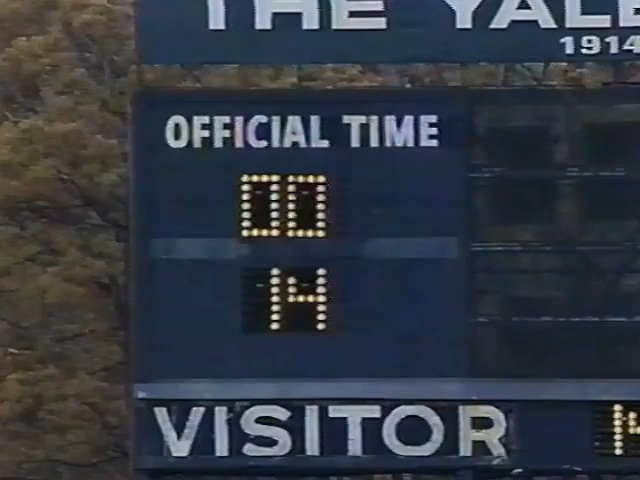 THE YALE
1914
OFFICIAL TIME
00
14
VISITOR